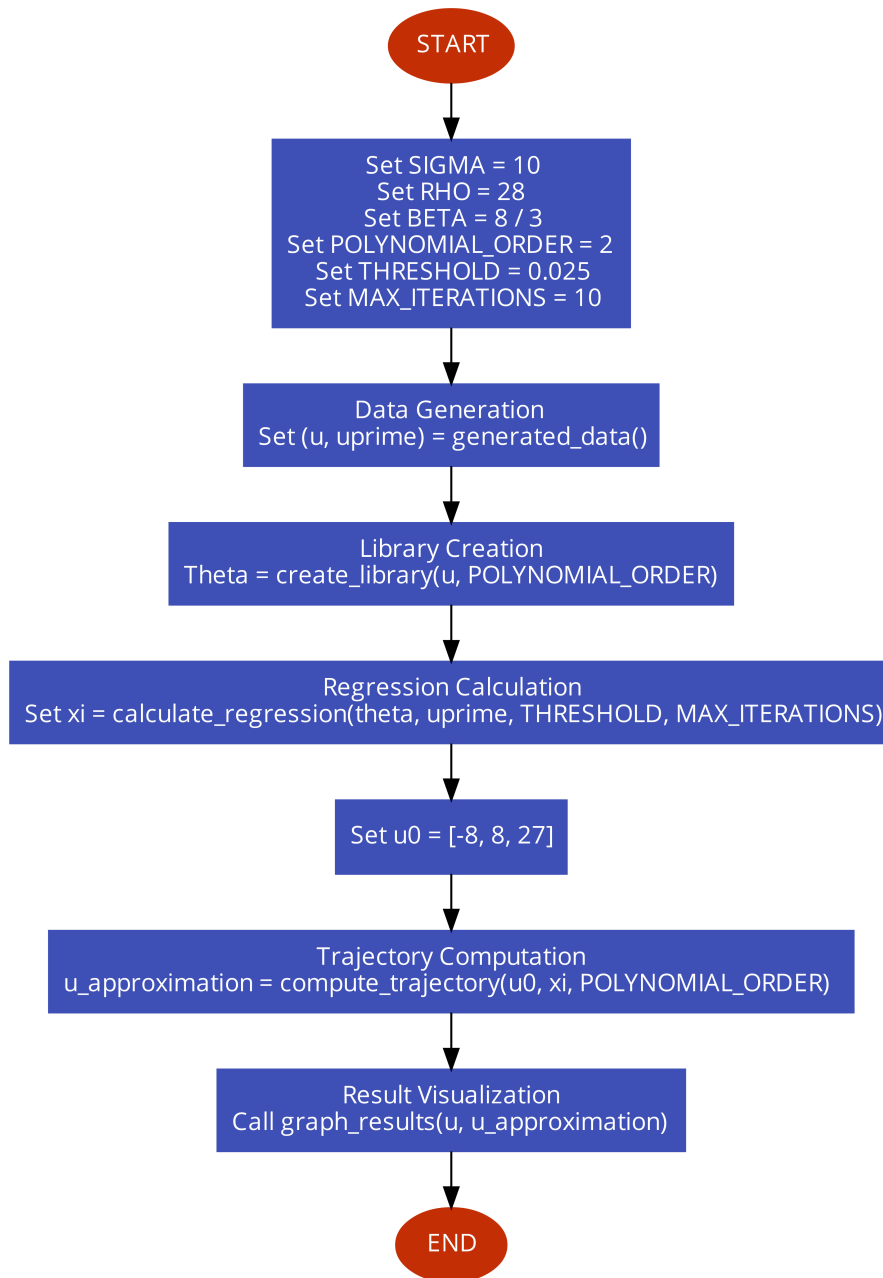 START
Set SIGMA = 10
Set RHO = 28
Set BETA = 8 / 3
Set POLYNOMIAL_ORDER = 2
Set THRESHOLD = 0.025
Set MAX_ITERATIONS = 10
Data Generation
Set (u, uprime) = generated_data()
Library Creation
Theta = create_library(u, POLYNOMIAL_ORDER)
Regression Calculation
Set xi = calculate_regression(theta, uprime, THRESHOLD, MAX_ITERATIONS)
Set u0 = [-8, 8, 27]
Trajectory Computation
u_approximation = compute_trajectory(u0, xi, POLYNOMIAL_ORDER)
Result Visualization
Call graph_results(u, u_approximation)
END